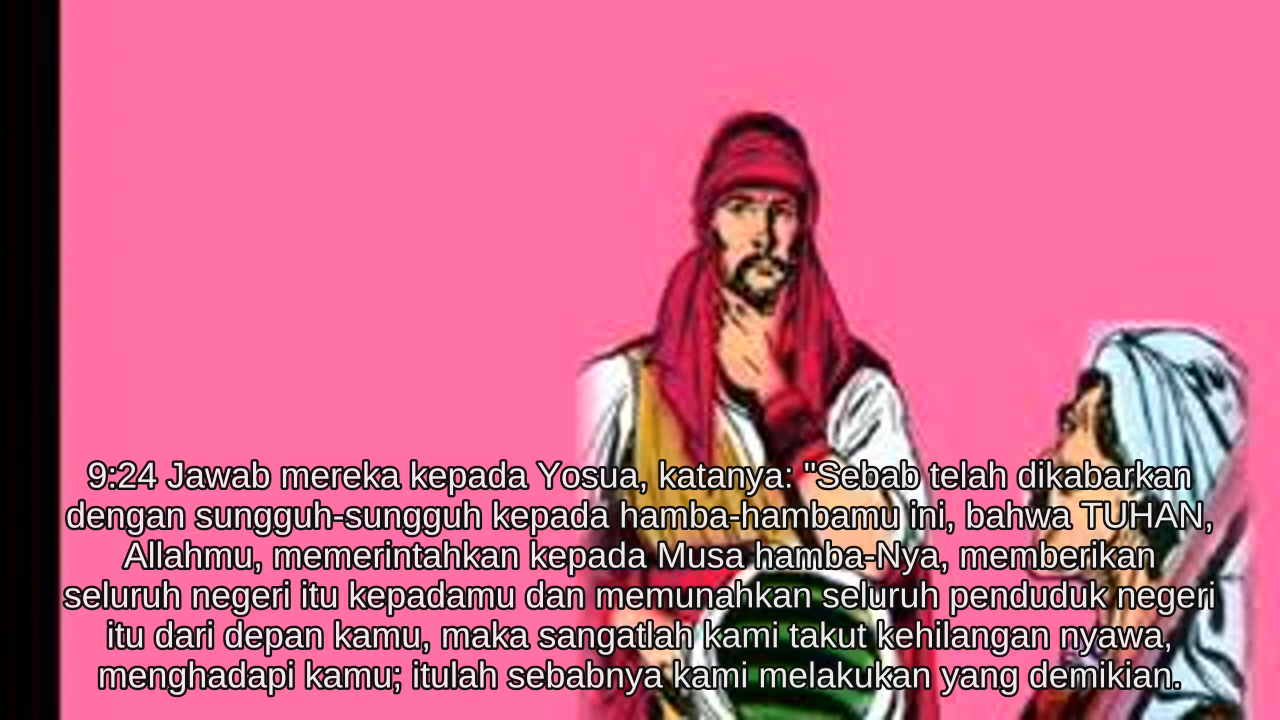 9:24 Jawab mereka kepada Yosua, katanya: "Sebab telah dikabarkan
dengan sungguh-sungguh kepada hamba-hambamu ini, bahwa TUHAN,
Allahmu, memerintahkan kepada Musa hamba-Nya, memberikan
seluruh negeri itu kepadamu dan memunahkan seluruh penduduk negeri
itu dari depan kamu, maka sangatlah kami takut kehilangan nyawa,
menghadapi kamu; itulah sebabnya kami melakukan yang demikian.